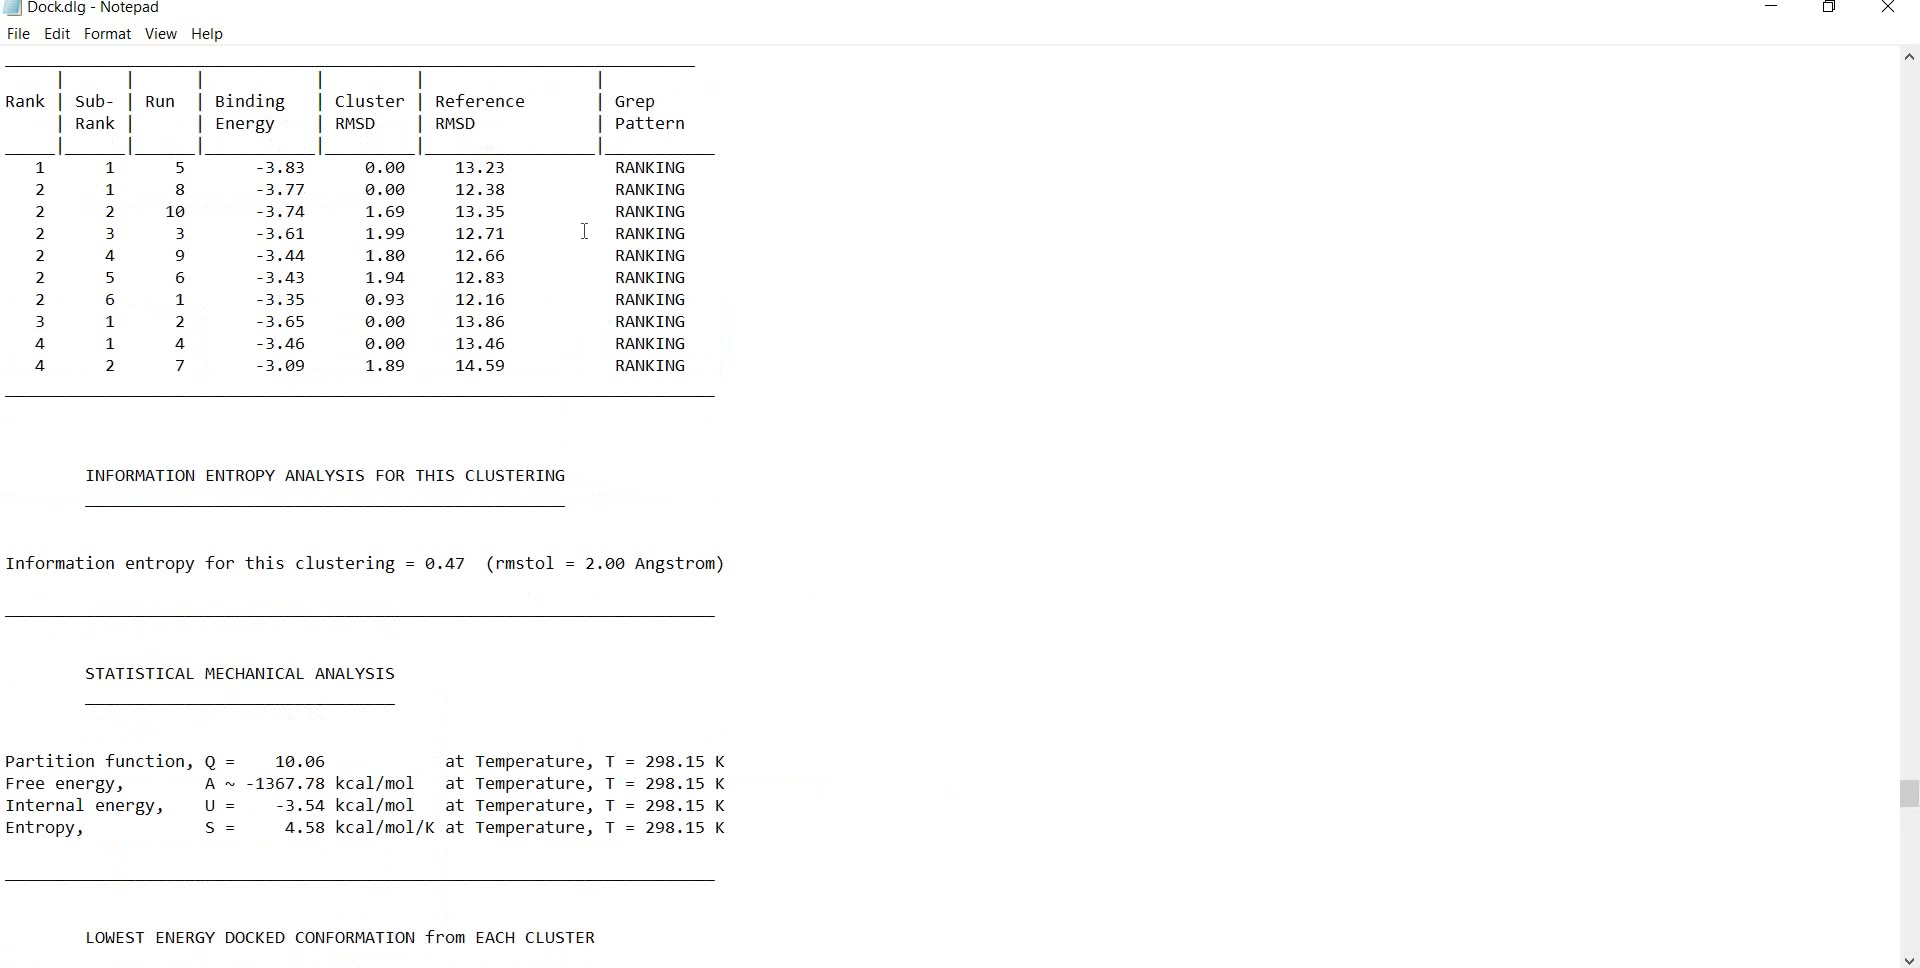 Dock.dlg - Notepad
File Edit Format View Help
Rank | Sub- | Run | Binding | Cluster | Reference | Grep
| Rank | | Energy | RMSD | RMSD | Pattern
1 1 5 -3.83 0.00 13.23 RANKING
2 1 8 -3.77 0.00 12.38 RANKING
2 2 10 -3.74 1.69 13.35 RANKING
2 3 3 -3.61 1.99 12.71 RANKING
2 4 9 -3.44 1.80 12.66 RANKING
2 5 6 -3.43 1.94 12.83 RANKING
2 6 1 -3.35 0.93 12.16 RANKING
3 1 2 -3.65 0.00 13.86 RANKING
4 1 4 -3.46 0.00 13.46 RANKING
4 2 7 -3.09 1.89 14.59 RANKING
INFORMATION ENTROPY ANALYSIS FOR THIS CLUSTERING
Information entropy for this clustering = 0.47 (rmstol = 2.00 Angstrom)
STATISTICAL MECHANICAL ANALYSIS
Partition function, Q = 10.06 at Temperature, T = 298.15 K
Free energy, A ~ -1367.78 kcal/mol at Temperature, T = 298.15 K
Internal energy, U = -3.54 kcal/mol at Temperature, T = 298.15 K
Entropy, S = 4.58 kcal/mol/K at Temperature, T = 298.15 K
LOWEST ENERGY DOCKED CONFORMATION from EACH CLUSTER